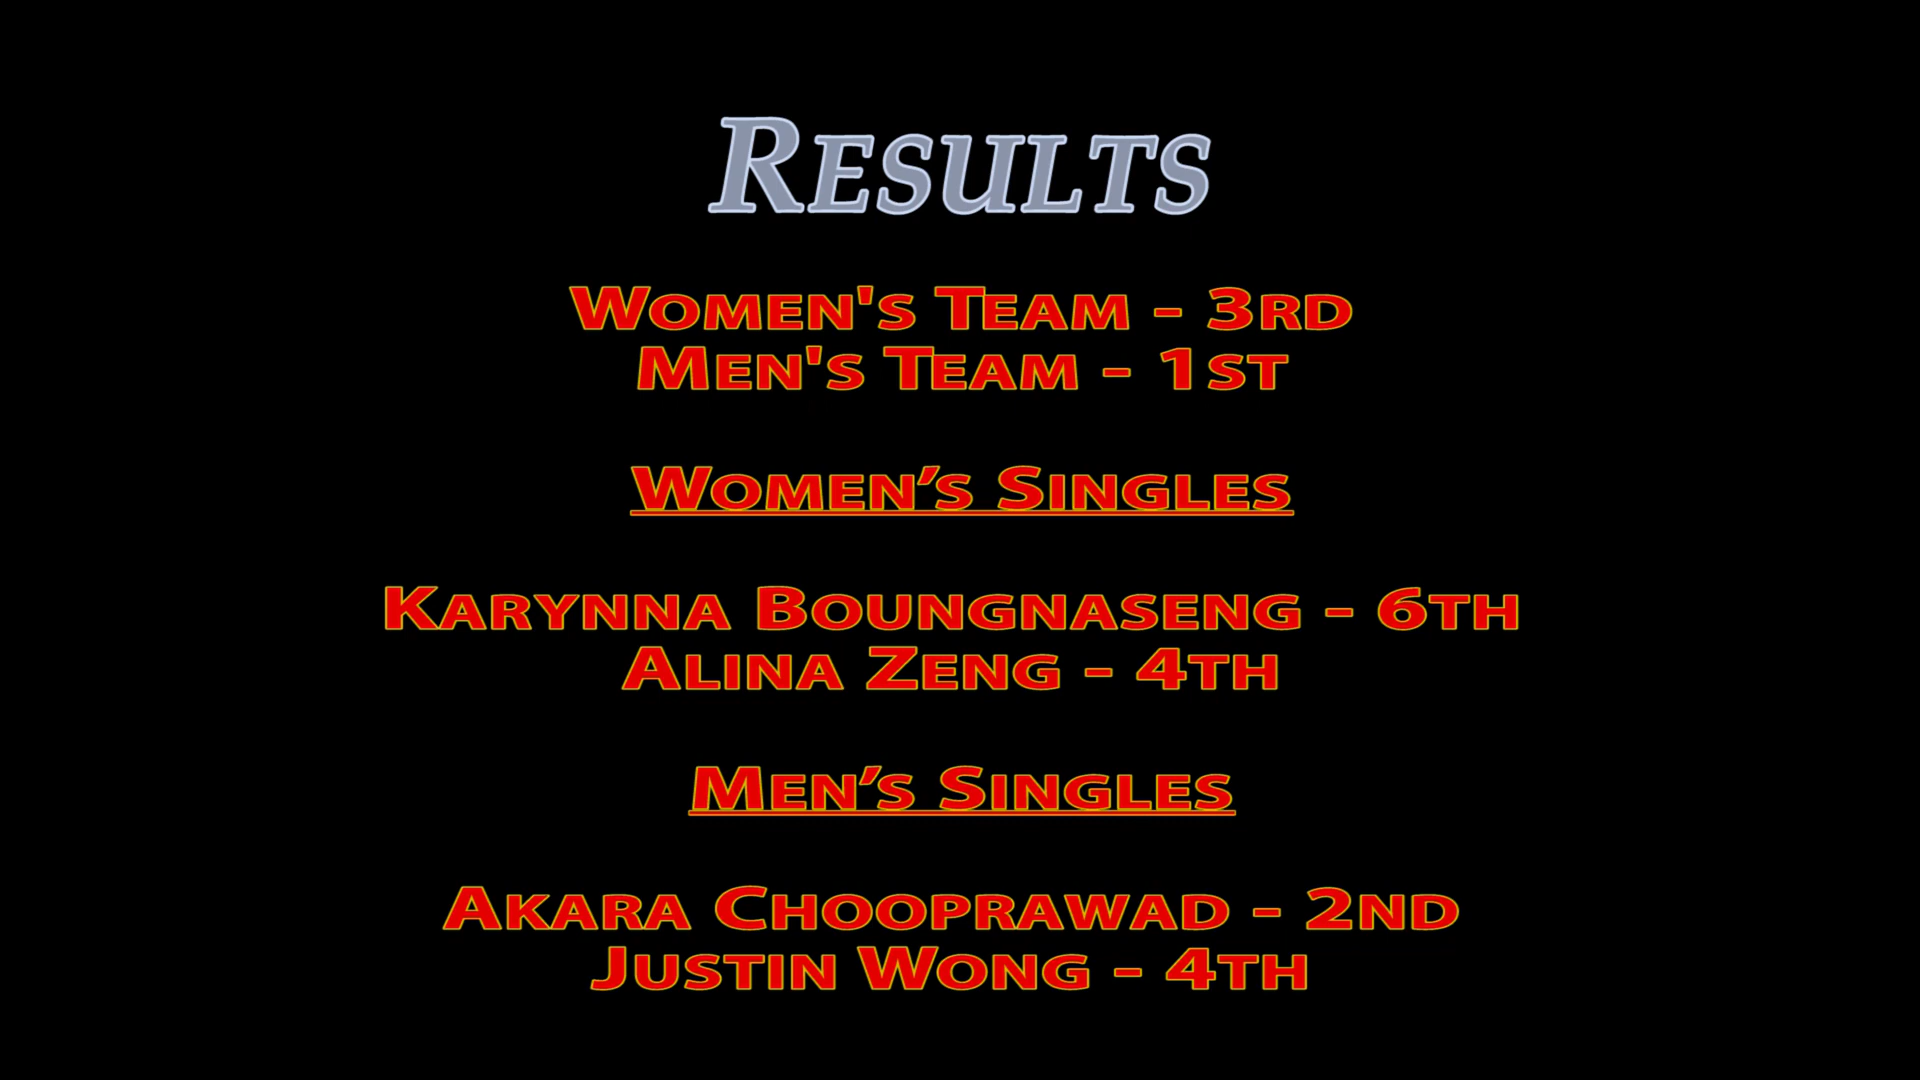 Results
Women's Team - 3rd
Men's Team - 1st
Women’s Singles
Karynna Boungnaseng - 6th
Alina Zeng - 4th
Men’s Singles
Akara Chooprawad - 2nd
Justin Wong - 4th